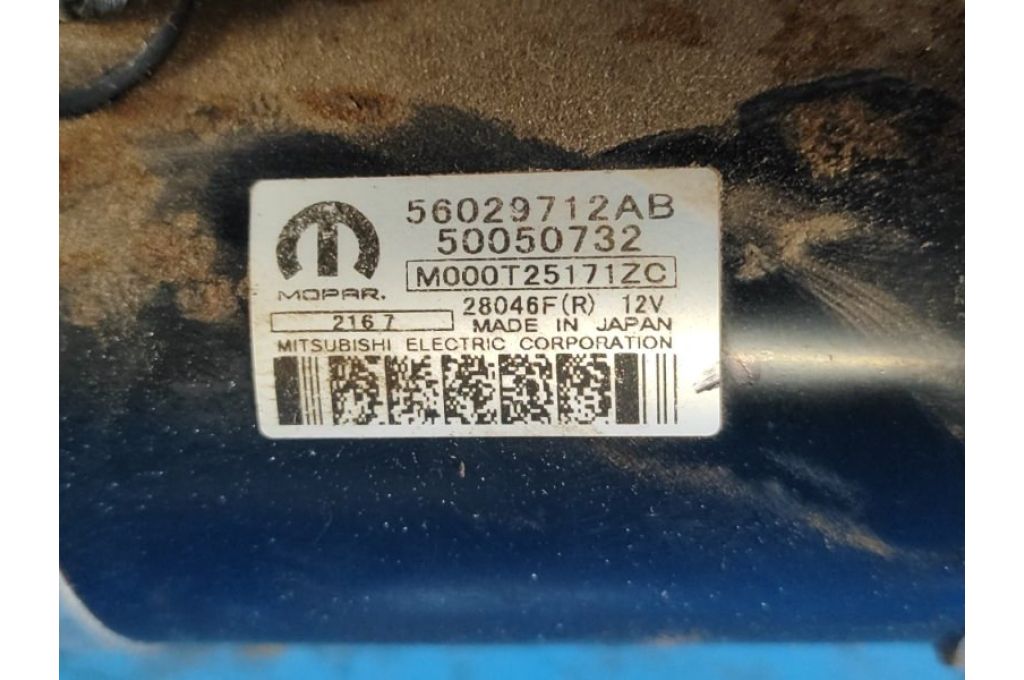 56029712AB
50050732
M000T25171ZC
MOPAR.
28046F(R) 12V
216 7
MADE IN JAPAN
MITSUBISHI ELECTRIC CORPORATION